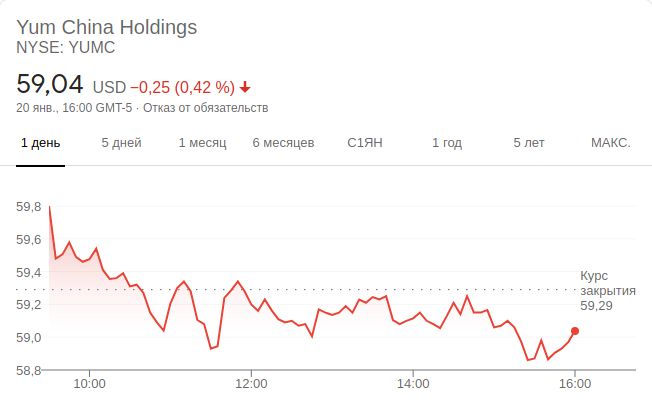 Yum China Holdings
NYSE: YUMC
59,04 USD −0,25 (0,42 %)
20 янв., 16:00 GMT-5 · Отказ от обязательств
1 день 5 дней 1 месяц 6 месяцев С1ЯН 1 год 5 лет МАКС.
59,8
59,6
59,4
Курс
закрытия
59,29
59,2
59,0
58,8
10:00 12:00 14:00 16:00